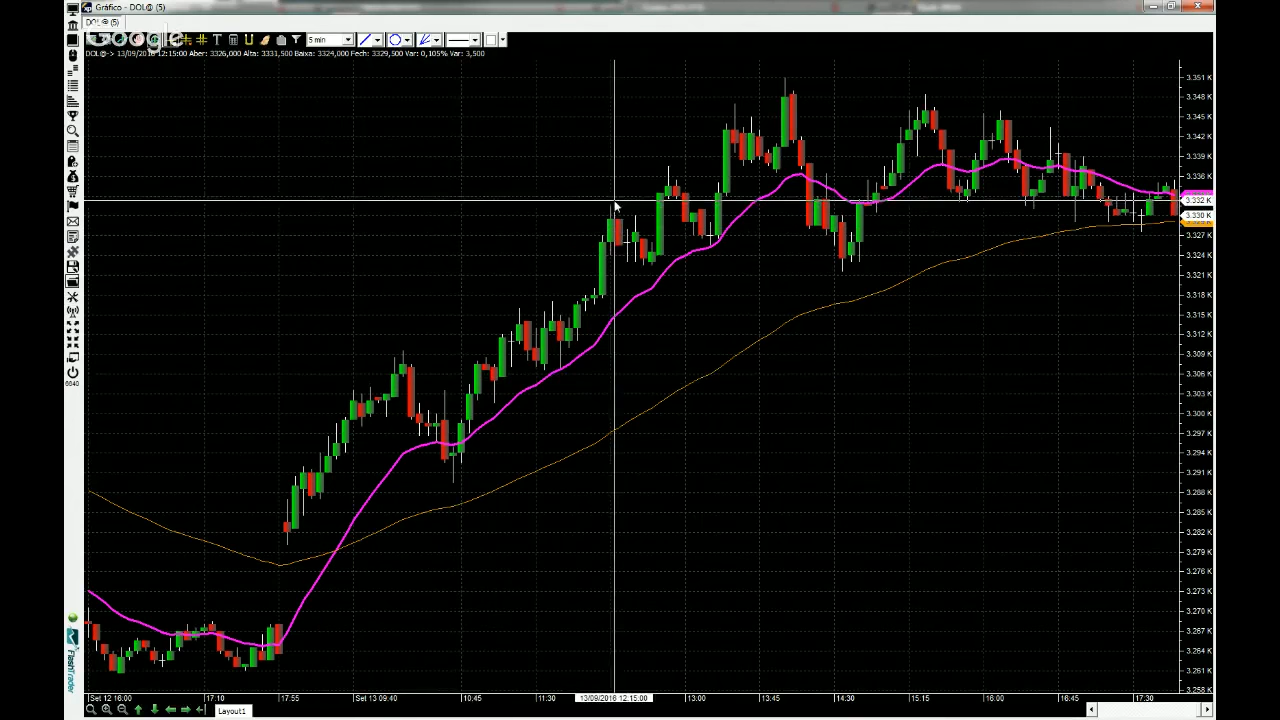 Gráfico - DOL@ (5)
DOL@ (5)
Google
T
5 min
DOL@-> 13/09/2016 12:15:00 Aber: 3326,000 Alta: 3331,500 Baixa: 3324,000 Fech: 3329,500 Var: 0,105% Var: 3,500
3.351 K
3.348 K
3.345 K
3.342 K
3.339 K
3.336 K
3.332 K
3.330 K
3.327 K
3.324 K
3.321 K
3.318 K
3.315 K
3.312 K
3.309 K
3.306 K
3.303 K
3.300 K
3.297 K
3.294 K
3.291 K
3.288 K
3.285 K
3.282 K
3.279 K
3.276 K
3.273 K
3.270 K
3.267 K
3.264 K
3.261 K
3.258 K
6640
FlashTrader
Set 12 16:00 17:10 17:55 Set 13 09:40 10:45 11:30 13/09/2016 12:15:00 13:00 13:45 14:30 15:15 16:00 16:45 17:30
Layout1